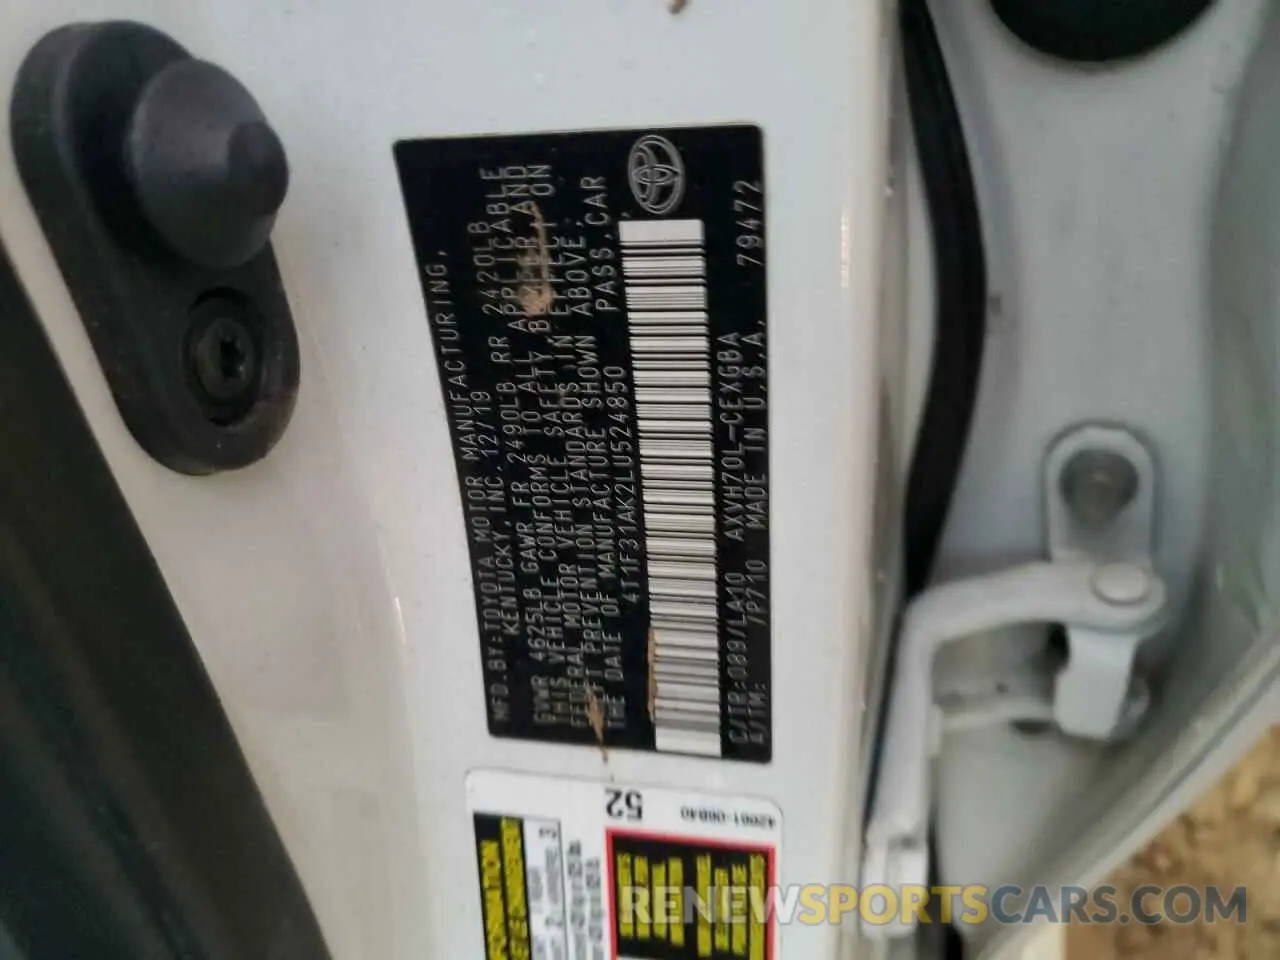 MFD.BY:TOYOTA MOTOR MANUFACTURING,
KENTUCKY, INC. 12/19
GVWR 4625LB GAWR FR 2490LB RR 2420LB
THIS VEHICLE CONFORMS TO ALL APPLICABLE
FEDERAL MOTOR VEHICLE SAFETY, BUMPER, AND
THEFT PREVENTION STANDARDS IN EFFECT ON
THE DATE OF MANUFACTURE SHOWN ABOVE.
4T1F31AK2LU524850 PASS.CAR
C/TR:089/LA10 AXVH70L-CEXGBA
A/TM: /P710 MADE IN U.S.A. 79472
52
42661-06B40
RENEWSPORTSCARS.COM